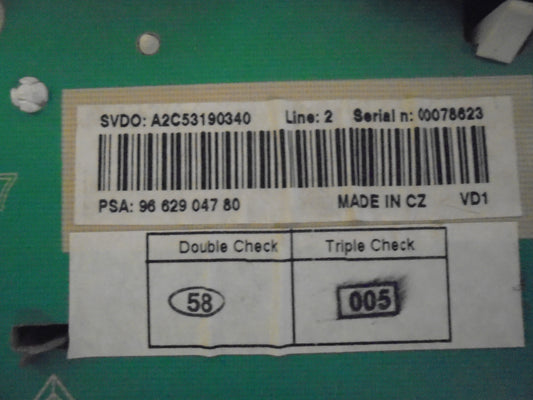 SVDO: A2C53190340 Line: 2 Serial n: 00078623
PSA: 96 629 047 80 MADE IN CZ VD1
Double Check Triple Check
58 005